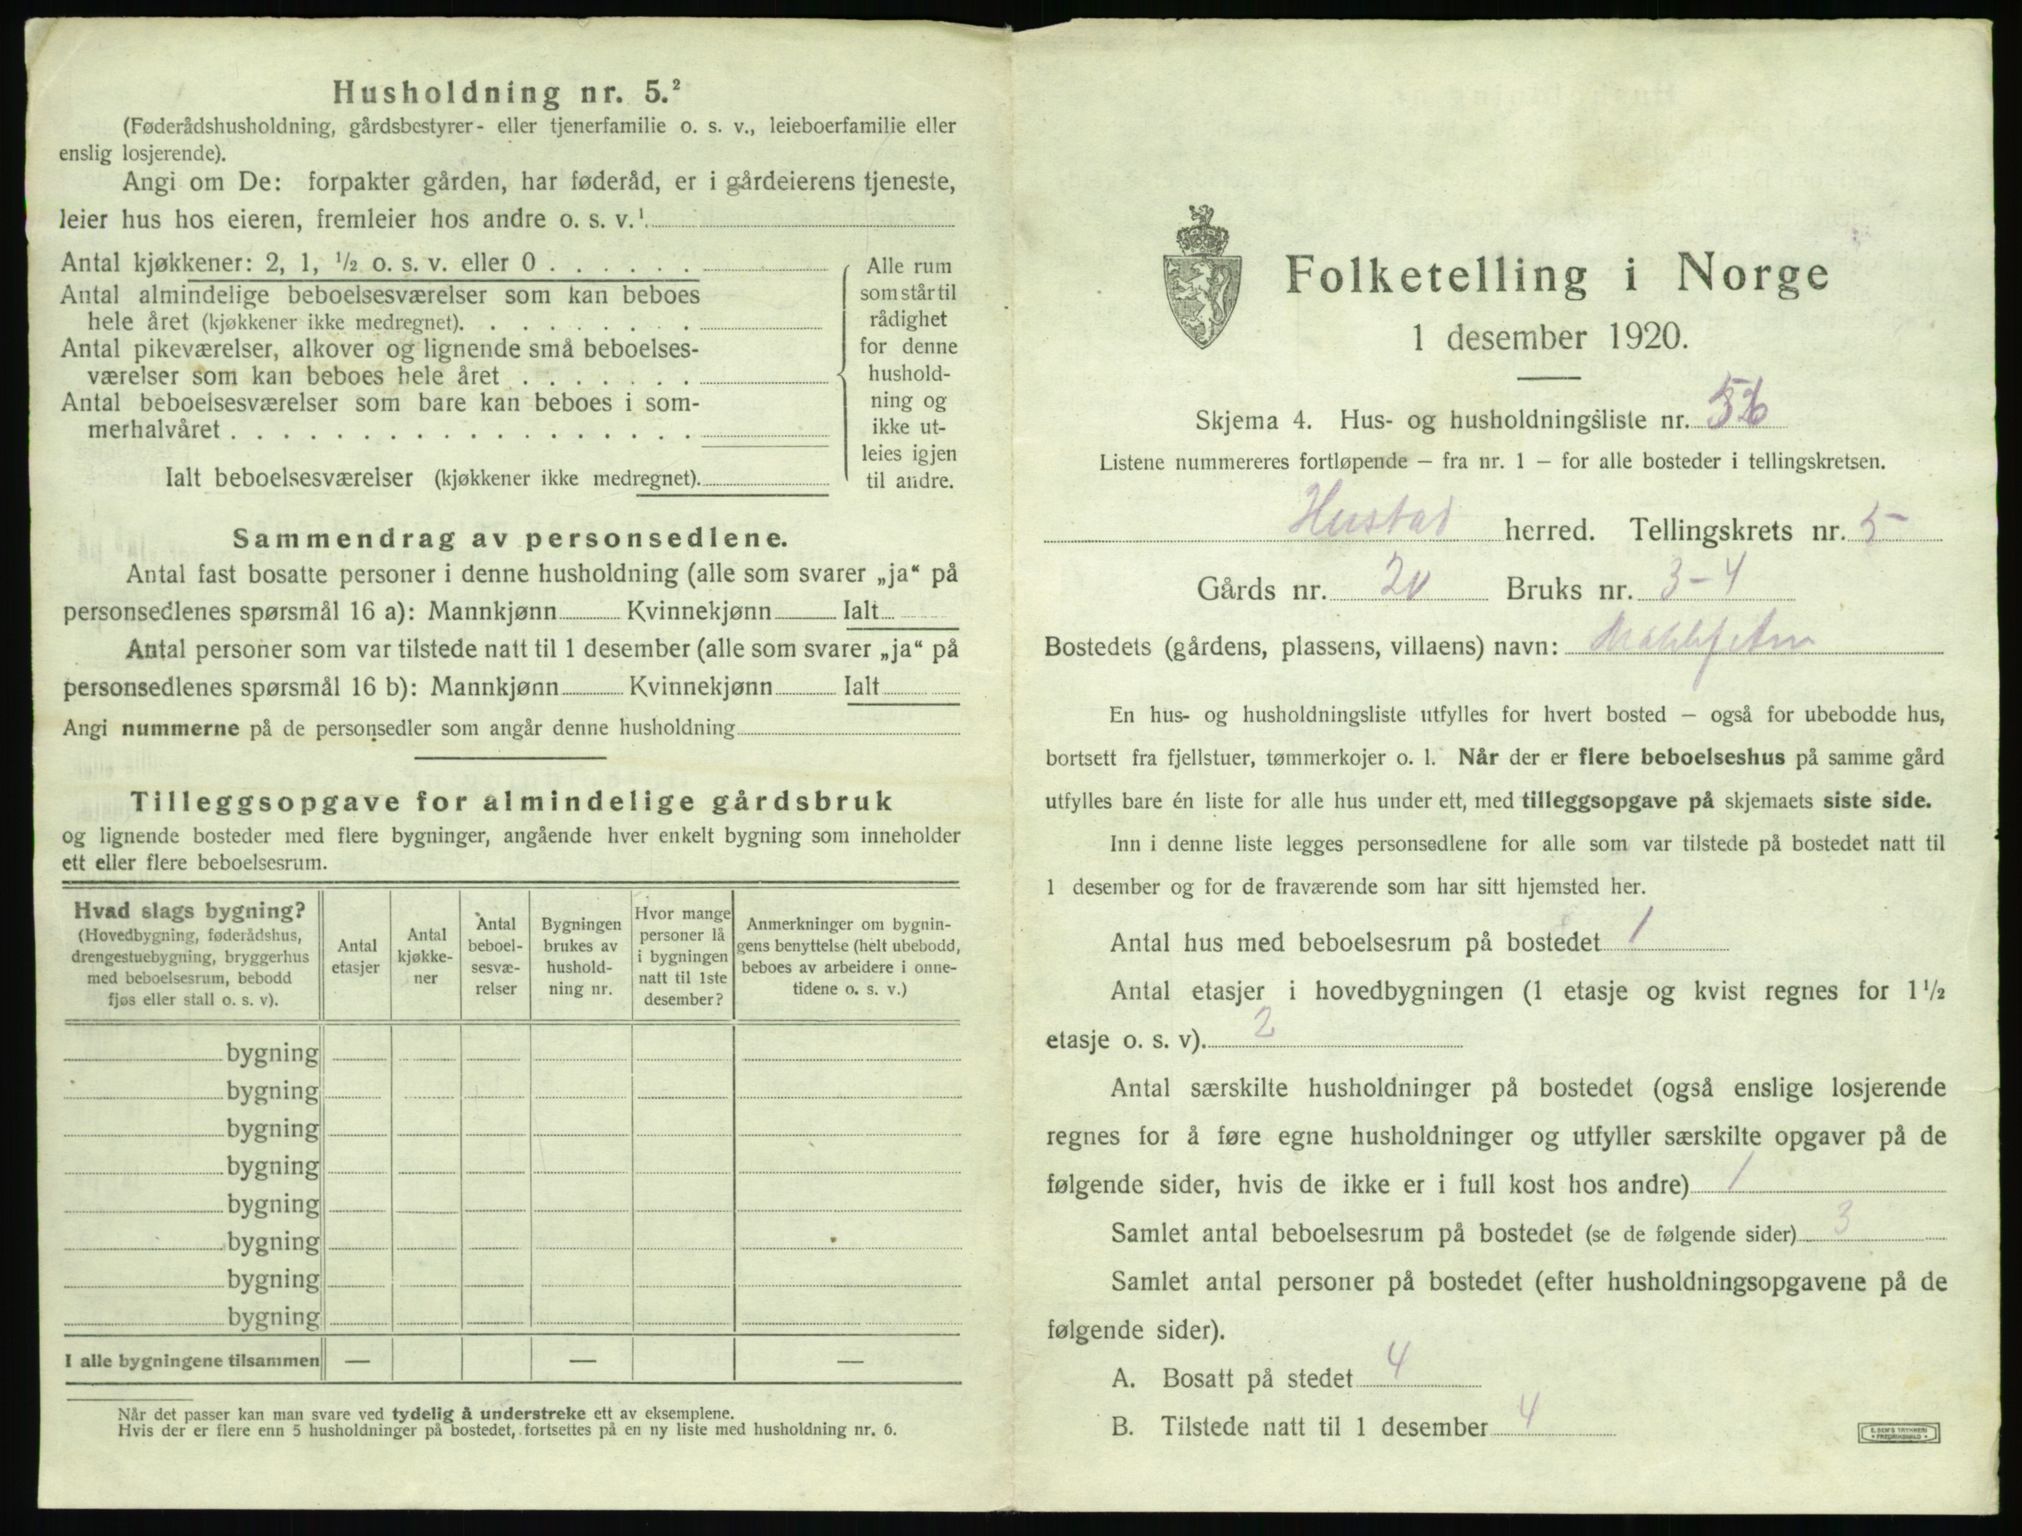 Husholdning nr. 5.²
(Føderådshusholdning, gårdsbestyrer- eller tjenerfamilie o. s. v., leieboerfamilie eller
enslig losjerende).
Angi om De: forpakter gården, har føderåd, er i gårdeierens tjeneste,
leier hus hos eieren, fremleier hos andre o. s. v.¹
Antal kjøkkener: 2, 1, ½ o. s. v. eller 0 . . . . . .
Antal almindelige beboelsesværelser som kan beboes
hele året (kjøkkener ikke medregnet). . . . . . . . .
Antal pikeværelser, alkover og lignende små beboelses-
værelser som kan beboes hele året . . . . . . .
Antal beboelsesværelser som bare kan beboes i som-
merhalvåret . . . . . . . . . . . . . . . . . .
Ialt beboelsesværelser (kjøkkener ikke medregnet).
Alle rum
som står til
rådighet
for denne
hushold-
ning og
ikke ut-
leies igjen
til andre.
Sammendrag av personsedlene.
Antal fast bosatte personer i denne husholdning (alle som svarer „ja“ på
personsedlenes spørsmål 16 a): Mannkjønn Kvinnekjønn Ialt
Antal personer som var tilstede natt til 1 desember (alle som svarer „ja“ på
personsedlenes spørsmål 16 b): Mannkjønn Kvinnekjønn Ialt
Angi nummerne på de personsedler som angår denne husholdning
Tilleggsopgave for almindelige gårdsbruk
og lignende bosteder med flere bygninger, angående hver enkelt bygning som inneholder
ett eller flere beboelsesrum.
Hvad slags bygning?
(Hovedbygning, føderådshus,
drengestuebygning, bryggerhus
med beboelsesrum, bebodd
fjøs eller stall o. s. v).
Antal
etasjer
Antal
kjøkke-
ner
Antal
beboel-
sesvæ-
relser
Bygningen
brukes av
hushold-
ning nr.
Hvor mange
personer lå
i bygningen
natt til 1ste
desember?
Anmerkninger om bygnin-
gens benyttelse (helt ubebodd,
beboes av arbeidere i onne-
tidene o. s. v.)
bygning
bygning
bygning
bygning
bygning
bygning
bygning
bygning
I alle bygningene tilsammen — — —
Når det passer kan man svare ved tydelig å understreke ett av eksemplene.
Hvis der er flere enn 5 husholdninger på bostedet, fortsettes på en ny liste med husholdning nr. 6.
Folketelling i Norge
1 desember 1920.
Skjema 4. Hus- og husholdningsliste nr.
Listene nummereres fortløpende — fra nr. 1 — for alle bosteder i tellingskretsen.
Hustad herred. Tellingskrets nr. 5
Gårds nr. 20 Bruks nr. 3-4
Bostedets (gårdens, plassens, villaens) navn:
En hus- og husholdningsliste utfylles for hvert bosted — også for ubebodde hus,
bortsett fra fjellstuer, tømmerkojer o. l. Når der er flere beboelseshus på samme gård
utfylles bare én liste for alle hus under ett, med tilleggsopgave på skjemaets siste side.
Inn i denne liste legges personsedlene for alle som var tilstede på bostedet natt til
1 desember og for de fraværende som har sitt hjemsted her.
Antal hus med beboelsesrum på bostedet 1
Antal etasjer i hovedbygningen (1 etasje og kvist regnes for 1½
etasje o. s. v). 2
Antal særskilte husholdninger på bostedet (også enslige losjerende
regnes for å føre egne husholdninger og utfyller særskilte opgaver på de
følgende sider, hvis de ikke er i full kost hos andre) 1
Samlet antal beboelsesrum på bostedet (se de følgende sider) 3
Samlet antal personer på bostedet (efter husholdningsopgavene på de
følgende sider).
A. Bosatt på stedet 4
B. Tilstede natt til 1 desember 4
E. SEM'S TRYKKERI
FREDRIKSHALD